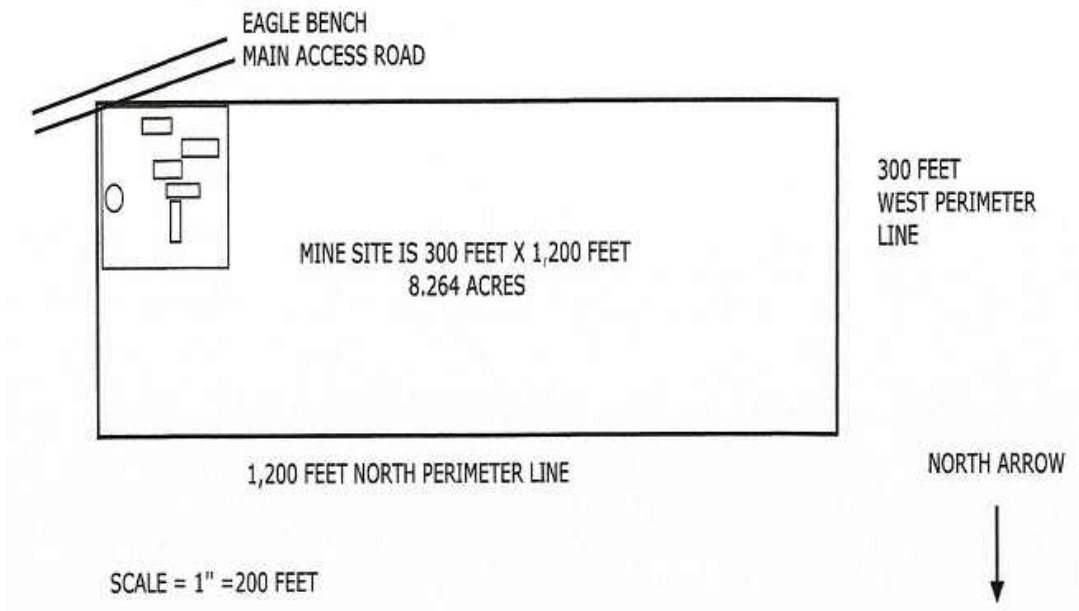 EAGLE BENCH
MAIN ACCESS ROAD
300 FEET
WEST PERIMETER
LINE
MINE SITE IS 300 FEET X 1,200 FEET
8.264 ACRES
1,200 FEET NORTH PERIMETER LINE
NORTH ARROW
SCALE = 1" =200 FEET